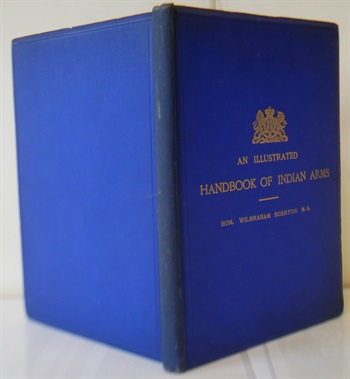 AN ILLUSTRATED
HANDBOOK OF INDIAN ARMS
HON. WILBRAHAM EGERTON, M.A.